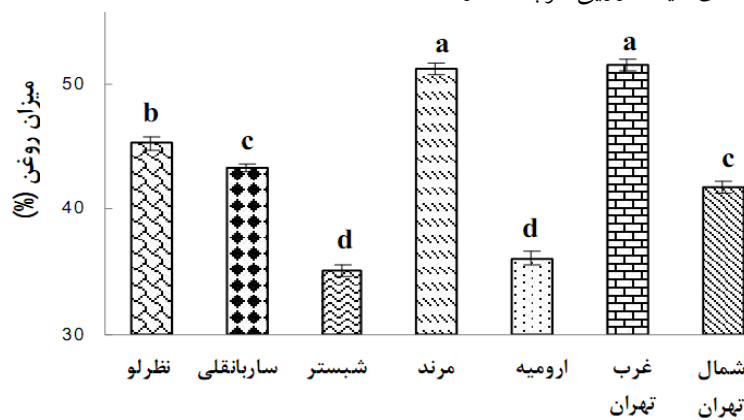 a
a
50
b
c
c
میزان روغن (%)
40
d
d
30
نظرلو
ساربانقلی
شبستر
مرند
ارومیه
غرب
تهران
شمال
تهران